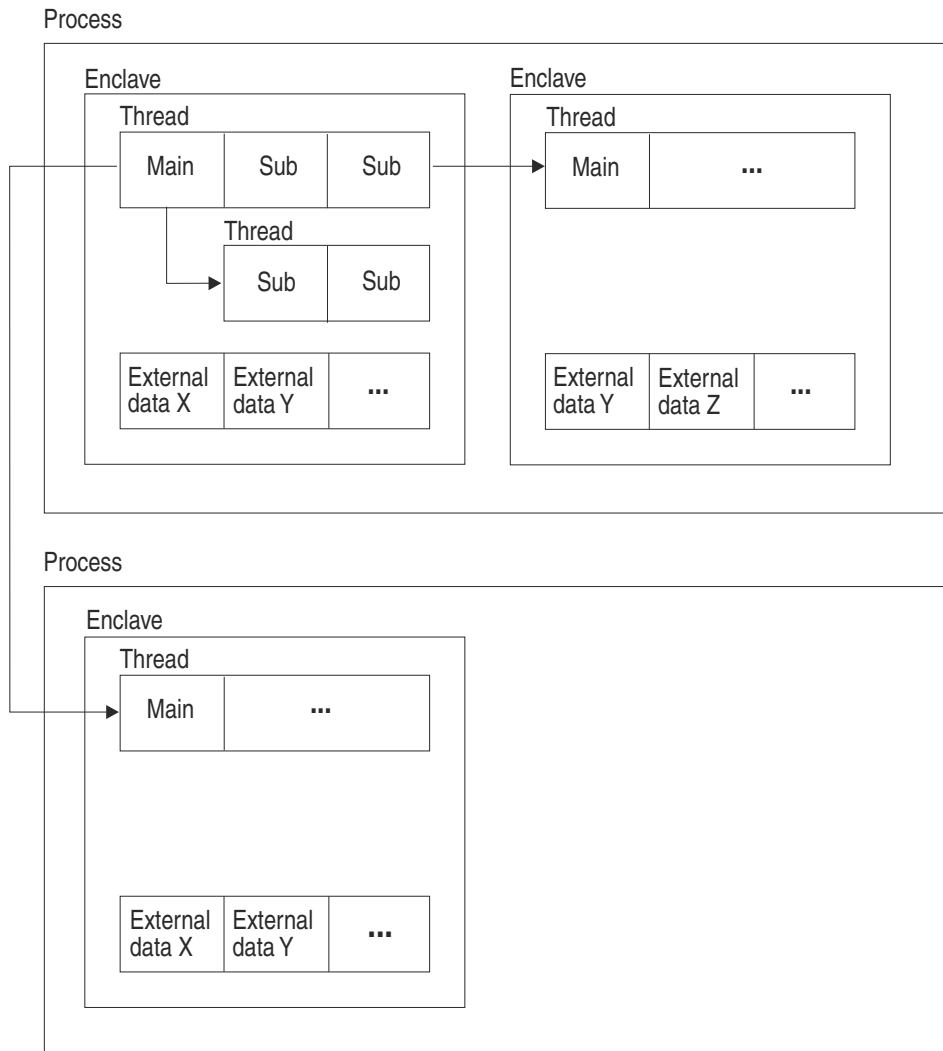 Process
Enclave
Enclave
Thread
Thread
Main Sub Sub
Main ...
Thread
Sub Sub
External External ...
data X data Y
External External ...
data Y data Z
Process
Enclave
Thread
Main ...
External External ...
data X data Y